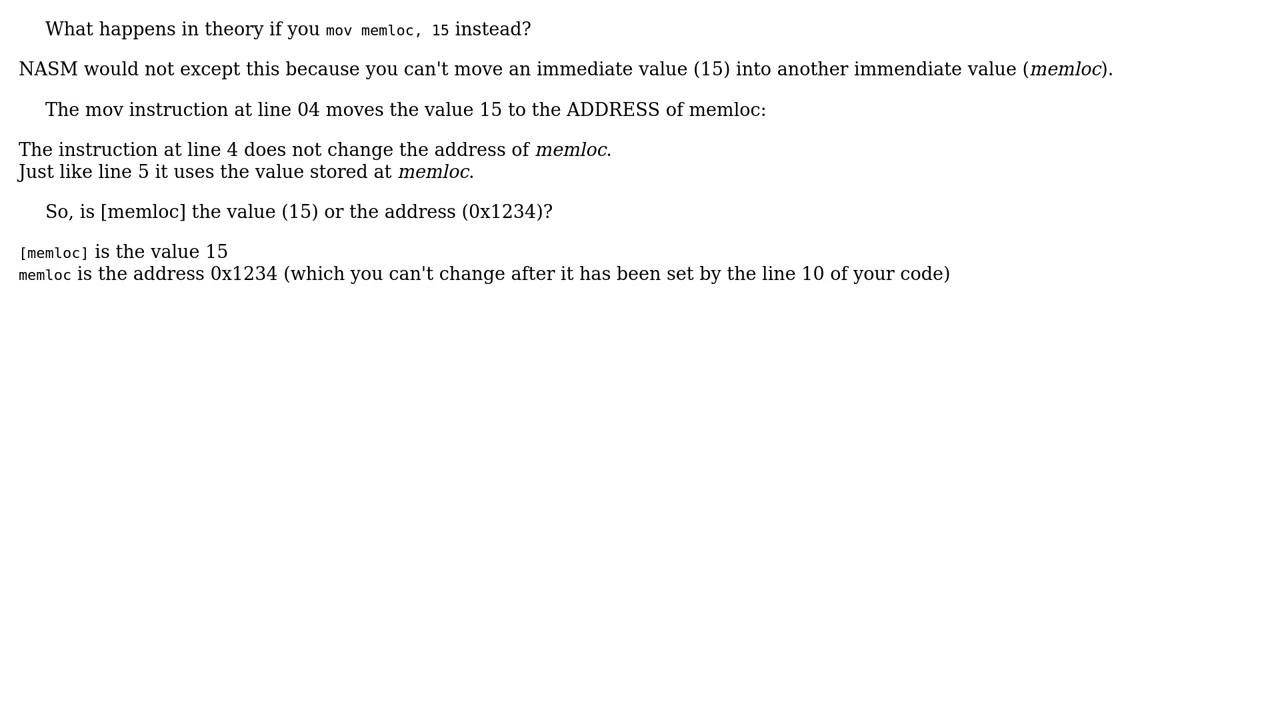 What happens in theory if you mov memloc, 15 instead?
NASM would not except this because you can't move an immediate value (15) into another immendiate value (memloc).
The mov instruction at line 04 moves the value 15 to the ADDRESS of memloc:
The instruction at line 4 does not change the address of memloc.
Just like line 5 it uses the value stored at memloc.
So, is [memloc] the value (15) or the address (0x1234)?
[memloc] is the value 15
memloc is the address 0x1234 (which you can't change after it has been set by the line 10 of your code)